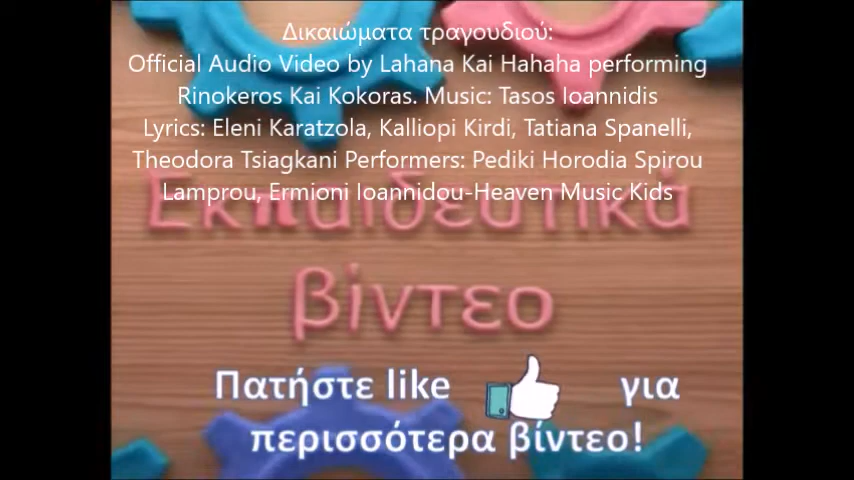 Δικαιώματα τραγουδιού:
Official Audio Video by Lahana Kai Hahaha performing
Rinokeros Kai Kokoras. Music: Tasos Ioannidis
Lyrics: Eleni Karatzola, Kalliopi Kirdi, Tatiana Spanelli,
Theodora Tsiagkani Performers: Pediki Horodia Spirou
Lamprou, Ermioni Ioannidou-Heaven Music Kids
Εκπαιδευτικά
βίντεο
Πατήστε like για
περισσότερα βίντεο!